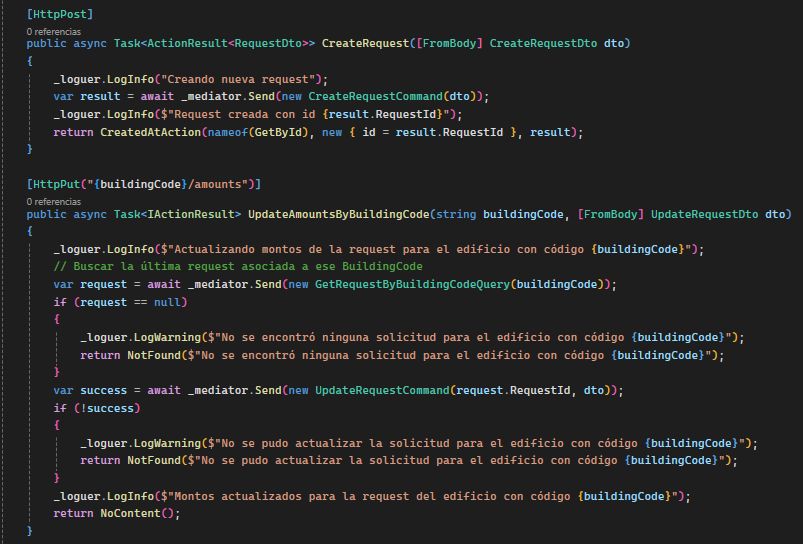 [HttpPost]
0 referencias
public async Task<ActionResult<RequestDto>> CreateRequest([FromBody] CreateRequestDto dto)
{
_loguer.LogInfo("Creando nueva request");
var result = await _mediator.Send(new CreateRequestCommand(dto));
_loguer.LogInfo($"Request creada con id {result.RequestId}");
return CreatedAtAction(nameof(GetById), new { id = result.RequestId }, result);
}
[HttpPut("{buildingCode}/amounts")]
0 referencias
public async Task<IActionResult> UpdateAmountsByBuildingCode(string buildingCode, [FromBody] UpdateRequestDto dto)
{
_loguer.LogInfo($"Actualizando montos de la request para el edificio con código {buildingCode}");
// Buscar la última request asociada a ese BuildingCode
var request = await _mediator.Send(new GetRequestByBuildingCodeQuery(buildingCode));
if (request == null)
{
_loguer.LogWarning($"No se encontró ninguna solicitud para el edificio con código {buildingCode}");
return NotFound($"No se encontró ninguna solicitud para el edificio con código {buildingCode}");
}
var success = await _mediator.Send(new UpdateRequestCommand(request.RequestId, dto));
if (!success)
{
_loguer.LogWarning($"No se pudo actualizar la solicitud para el edificio con código {buildingCode}");
return NotFound($"No se pudo actualizar la solicitud para el edificio con código {buildingCode}");
}
_loguer.LogInfo($"Montos actualizados para la request del edificio con código {buildingCode}");
return NoContent();
}